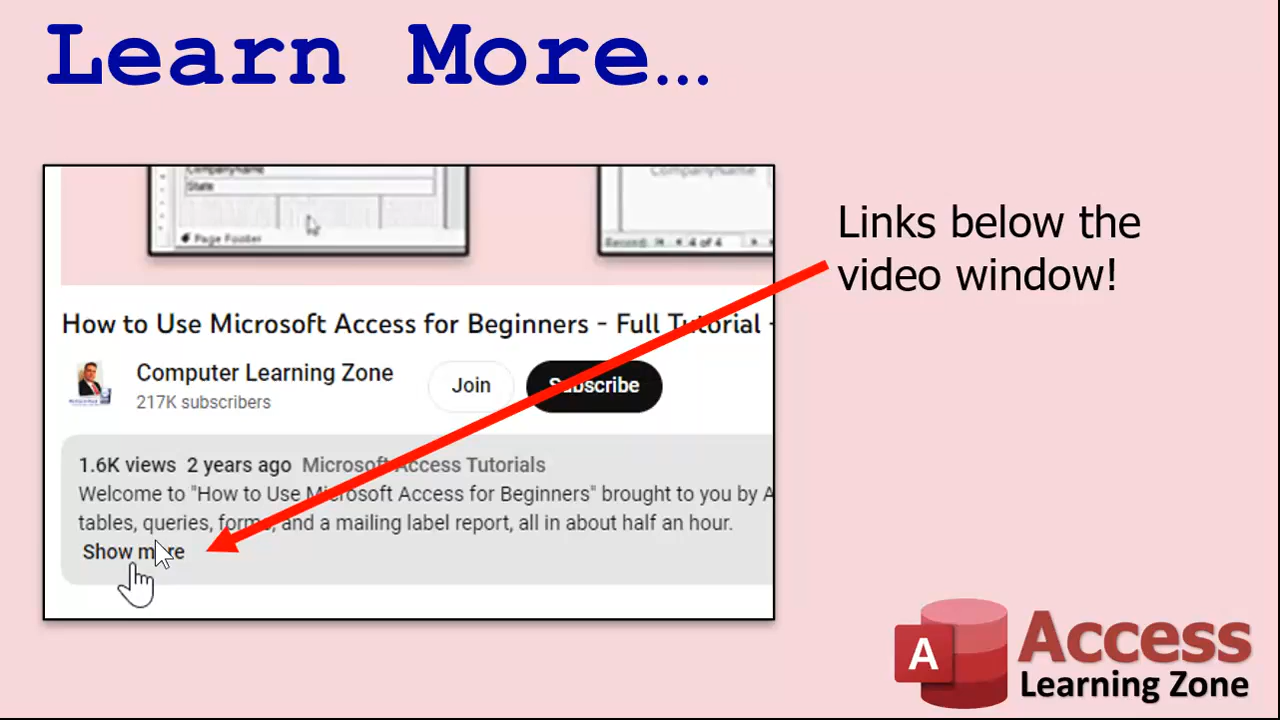 Learn More...
CompanyName
State
Page Footer
CompanyName
Record: 4 of 4
Links below the
video window!
How to Use Microsoft Access for Beginners - Full Tutorial -
Computer Learning Zone
217K subscribers
Join
Subscribe
1.6K views 2 years ago Microsoft Access Tutorials
Welcome to "How to Use Microsoft Access for Beginners" brought to you by A
tables, queries, forms, and a mailing label report, all in about half an hour.
Show more
A
Access
Learning Zone